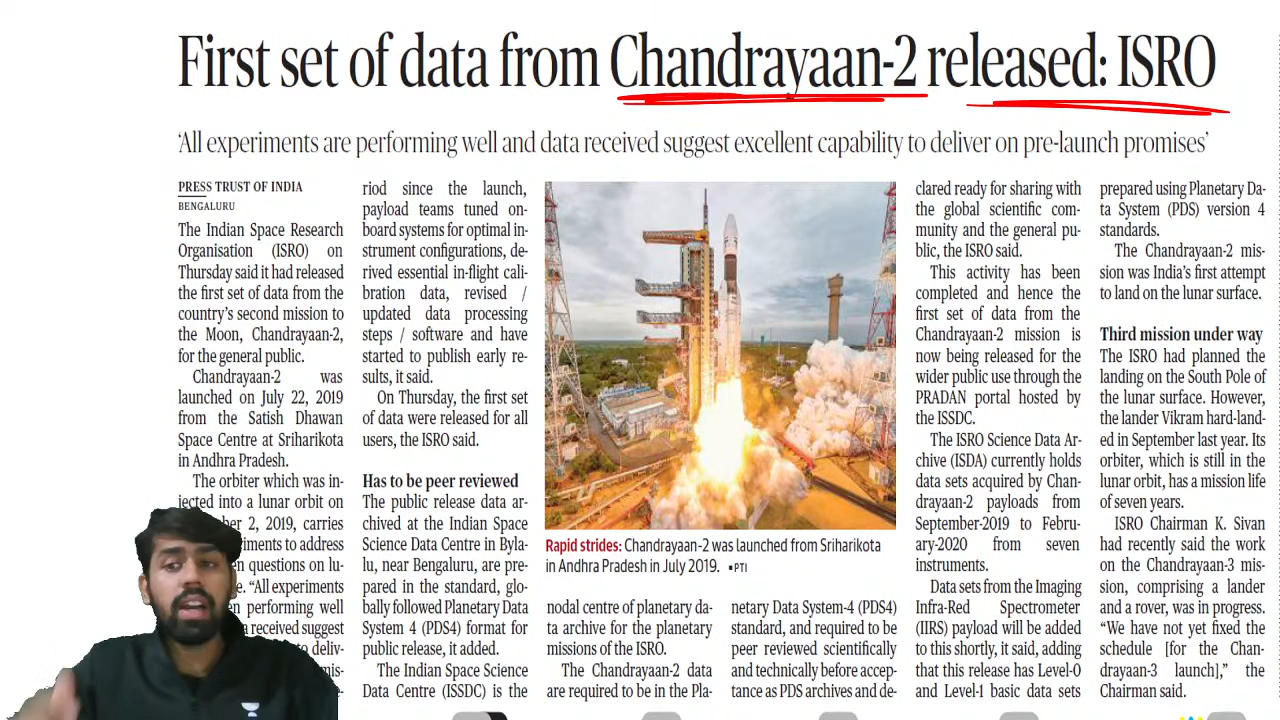 First set of data from Chandrayaan-2 released: ISRO
‘All experiments are performing well and data received suggest excellent capability to deliver on pre-launch promises’
PRESS TRUST OF INDIA
BENGALURU
The Indian Space Research
Organisation (ISRO) on
Thursday said it had released
the first set of data from the
country's second mission to
the Moon, Chandrayaan-2,
for the general public.
Chandrayaan-2 was
launched on July 22, 2019
from the Satish Dhawan
Space Centre at Sriharikota
in Andhra Pradesh.
The orbiter which was in-
jected into a lunar orbit on
2, 2019, carries
to address
questions on lu-
“All experiments
performing well
received suggest
to deliv-
riod since the launch,
payload teams tuned on-
board systems for optimal in-
strument configurations, de-
rived essential in-flight cali-
bration data, revised /
updated data processing
steps / software and have
started to publish early re-
sults, it said.
On Thursday, the first set
of data were released for all
users, the ISRO said.
Has to be peer reviewed
The public release data ar-
chived at the Indian Space
Science Data Centre in Byla-
lu, near Bengaluru, are pre-
pared in the standard, glo-
bally followed Planetary Data
System 4 (PDS4) format for
public release, it added.
The Indian Space Science
Data Centre (ISSDC) is the
Rapid strides: Chandrayaan-2 was launched from Sriharikota
in Andhra Pradesh in July 2019. ▪PTI
nodal centre of planetary da-
ta archive for the planetary
missions of the ISRO.
The Chandrayaan-2 data
are required to be in the Pla-
netary Data System-4 (PDS4)
standard, and required to be
peer reviewed scientifically
and technically before accep-
tance as PDS archives and de-
clared ready for sharing with
the global scientific com-
munity and the general pu-
blic, the ISRO said.
This activity has been
completed and hence the
first set of data from the
Chandrayaan-2 mission is
now being released for the
wider public use through the
PRADAN portal hosted by
the ISSDC.
The ISRO Science Data Ar-
chive (ISDA) currently holds
data sets acquired by Chan-
drayaan-2 payloads from
September-2019 to Febru-
ary-2020 from seven
instruments.
Data sets from the Imaging
Infra-Red Spectrometer
(IIRS) payload will be added
to this shortly, it said, adding
that this release has Level-0
and Level-1 basic data sets
prepared using Planetary Da-
ta System (PDS) version 4
standards.
The Chandrayaan-2 mis-
sion was India's first attempt
to land on the lunar surface.
Third mission under way
The ISRO had planned the
landing on the South Pole of
the lunar surface. However,
the lander Vikram hard-land-
ed in September last year. Its
orbiter, which is still in the
lunar orbit, has a mission life
of seven years.
ISRO Chairman K. Sivan
had recently said the work
on the Chandrayaan-3 mis-
sion, comprising a lander
and a rover, was in progress.
“We have not yet fixed the
schedule [for the Chan-
drayaan-3 launch],” the
Chairman said.